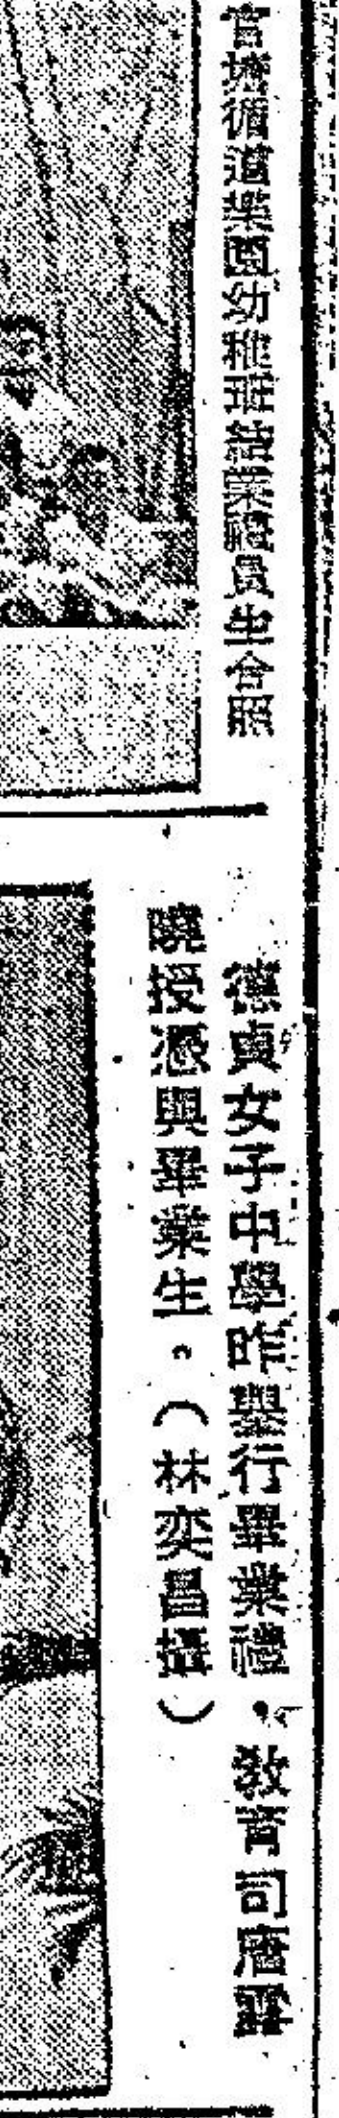 官塘循道園幼稚班結業員生合照
德貞女子中學昨舉行畢業禮，教育司唐露
曉授憑與畢業生。（林奕昌攝）